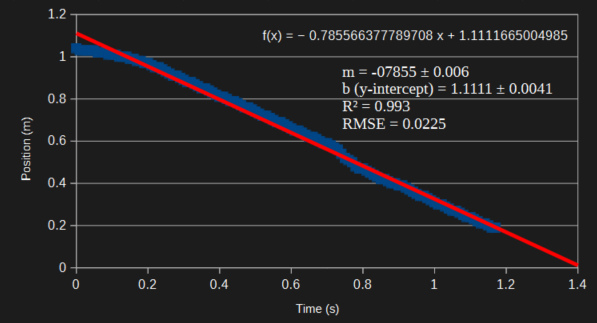 f(x) = − 0.785566377789708 x + 1.1111665004985
m = -07855 ± 0.006
b (y-intercept) = 1.1111 ± 0.0041
R² = 0.993
RMSE = 0.0225
Position (m)
1.2
1
0.8
0.6
0.4
0.2
0
0 0.2 0.4 0.6 0.8 1 1.2 1.4
Time (s)